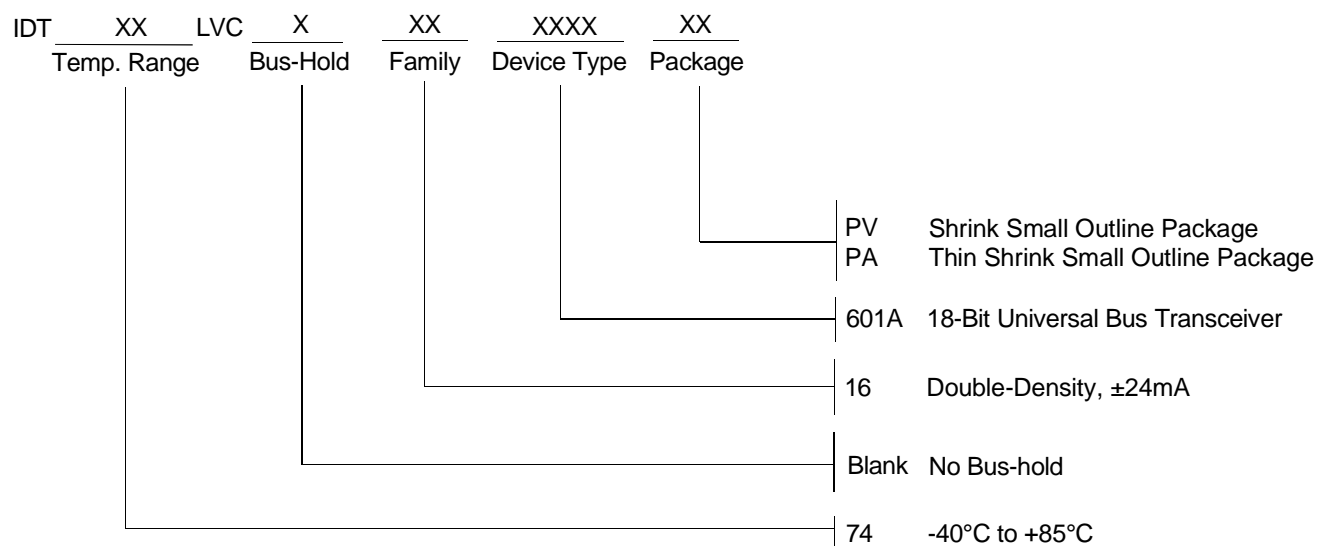 IDT XX LVC X XX XXXX XX
Temp. Range Bus-Hold Family Device Type Package
PV Shrink Small Outline Package
PA Thin Shrink Small Outline Package
601A 18-Bit Universal Bus Transceiver
16 Double-Density, ±24mA
Blank No Bus-hold
74 -40°C to +85°C